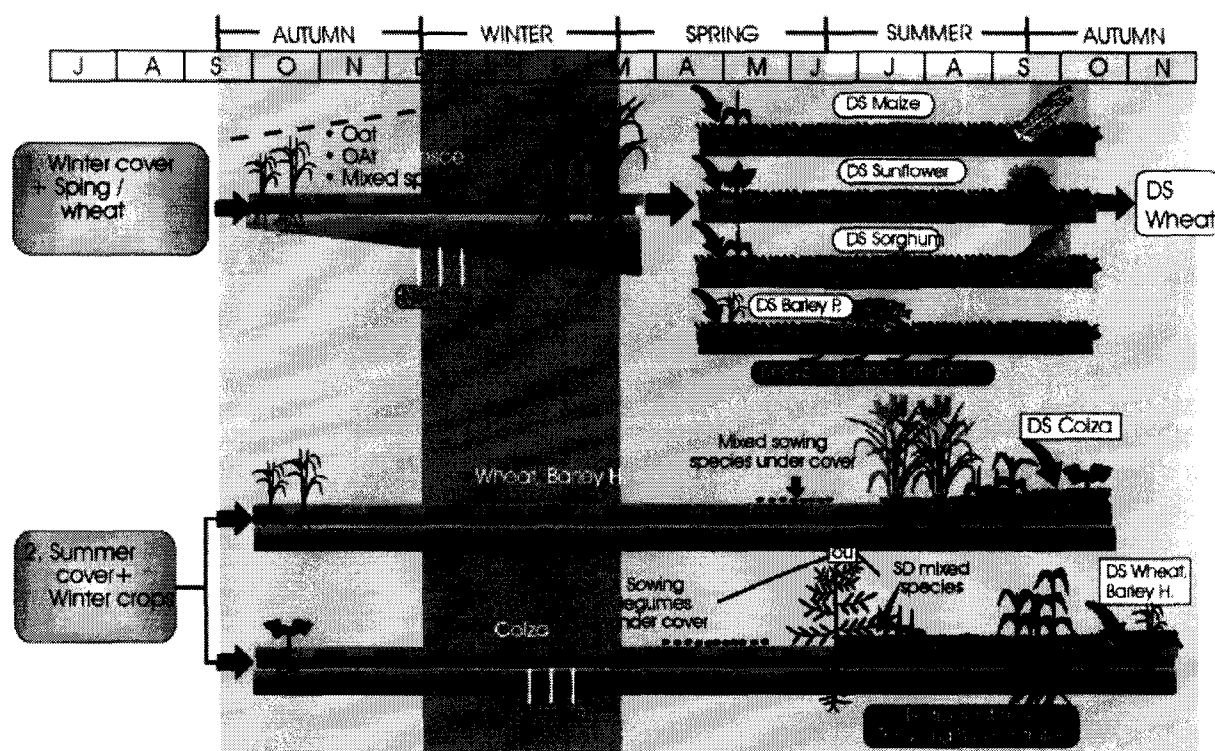 AUTUMN WINTER SPRING SUMMER AUTUMN
J A S O N D M A M J J A S O N
DS Maize
• Oat
• OAt
• Mixed
1. Winter cover
+ Sping /
wheat
DS Sunflower
DS
Wheat
DS Sorghum
DS Barley P.
DS Colza
Mixed sowing
species under cover
Wheat, Barley H
2. Summer
cover+
Winter crops
ou
Sowing
legumes
under cover
SD mixed
species
DS Wheat,
Barley H.
Colza